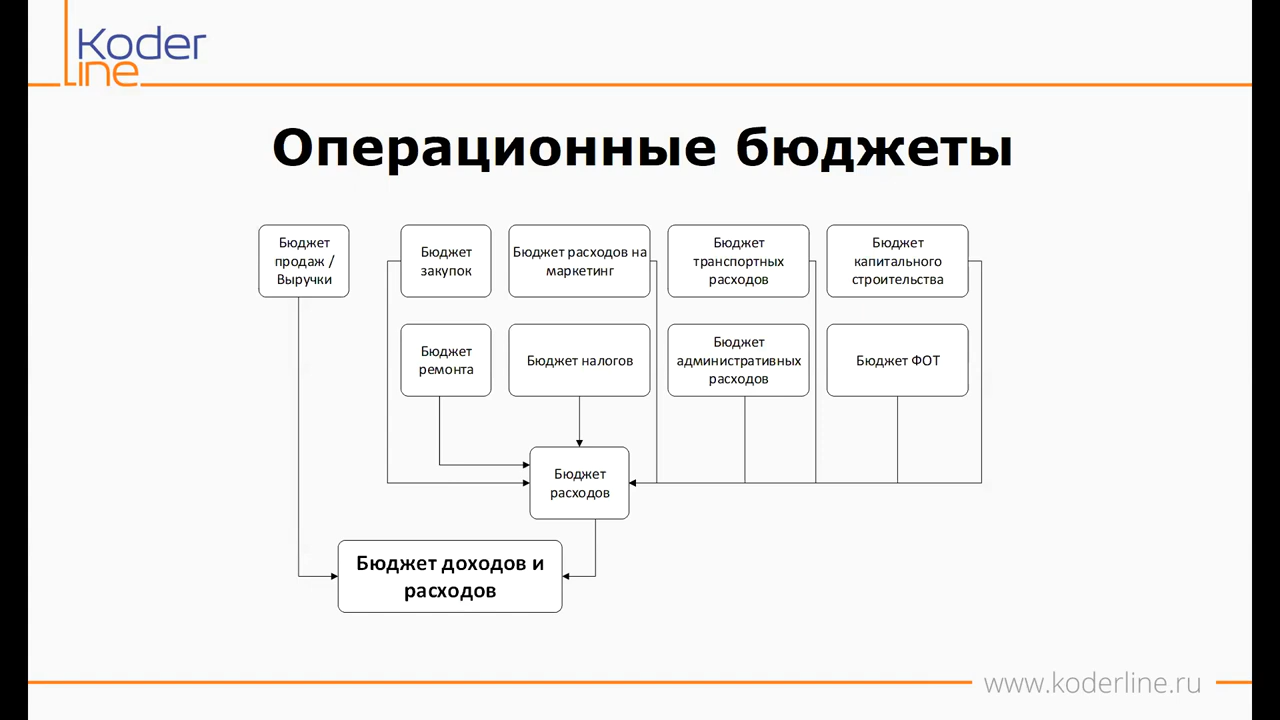 Koder
Line
Операционные бюджеты
Бюджет
продаж /
Выручки
Бюджет
закупок
Бюджет расходов на
маркетинг
Бюджет
транспортных
расходов
Бюджет
капитального
строительства
Бюджет
ремонта
Бюджет налогов
Бюджет
административных
расходов
Бюджет ФОТ
Бюджет
расходов
Бюджет доходов и
расходов
www.koderline.ru